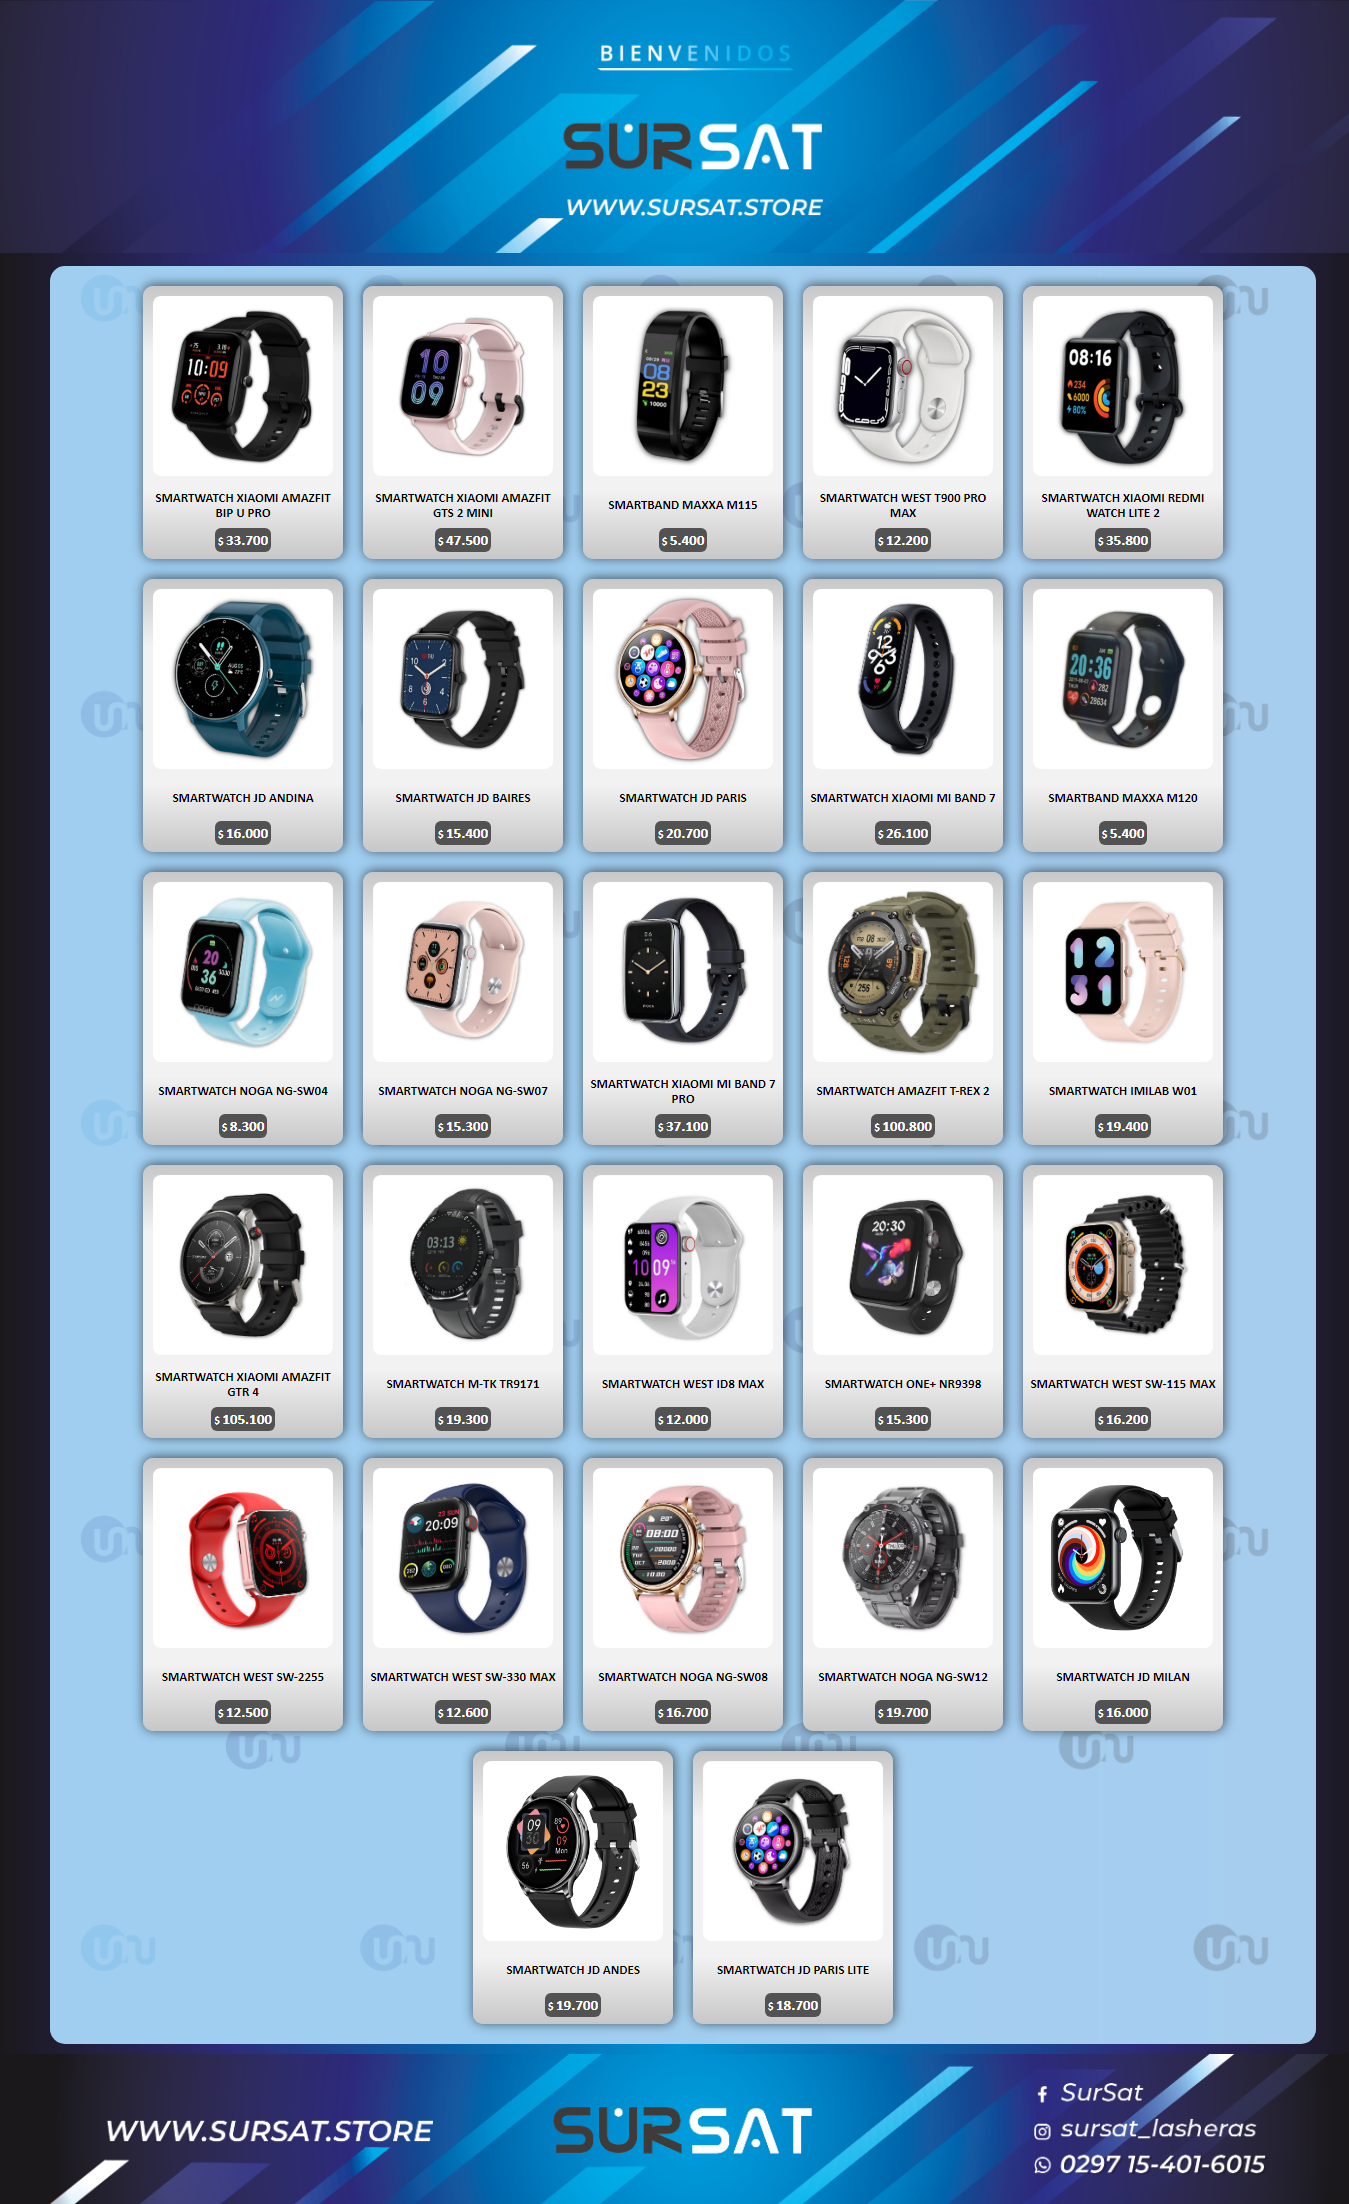 BIENVENIDOS
SURSAT
WWW.SURSAT.STORE
SMARTWATCH XIAOMI AMAZFIT
BIP U PRO
$ 33.700
SMARTWATCH XIAOMI AMAZFIT
GTS 2 MINI
$ 47.500
SMARTBAND MAXXA M115
$ 5.400
SMARTWATCH WEST T900 PRO
MAX
$ 12.200
SMARTWATCH XIAOMI REDMI
WATCH LITE 2
$ 35.800
SMARTWATCH JD ANDINA
$ 16.000
SMARTWATCH JD BAIRES
$ 15.400
SMARTWATCH JD PARIS
$ 20.700
SMARTWATCH XIAOMI MI BAND 7
$ 26.100
SMARTBAND MAXXA M120
$ 5.400
SMARTWATCH NOGA NG-SW04
$ 8.300
SMARTWATCH NOGA NG-SW07
$ 15.300
SMARTWATCH XIAOMI MI BAND 7
PRO
$ 37.100
SMARTWATCH AMAZFIT T-REX 2
$ 100.800
SMARTWATCH IMILAB W01
$ 19.400
SMARTWATCH XIAOMI AMAZFIT
GTR 4
$ 105.100
SMARTWATCH M-TK TR9171
$ 19.300
SMARTWATCH WEST ID8 MAX
$ 12.000
SMARTWATCH ONE+ NR9398
$ 15.300
SMARTWATCH WEST SW-115 MAX
$ 16.200
SMARTWATCH WEST SW-2255
$ 12.500
SMARTWATCH WEST SW-330 MAX
$ 12.600
SMARTWATCH NOGA NG-SW08
$ 16.700
SMARTWATCH NOGA NG-SW12
$ 19.700
SMARTWATCH JD MILAN
$ 16.000
SMARTWATCH JD ANDES
$ 19.700
SMARTWATCH JD PARIS LITE
$ 18.700
WWW.SURSAT.STORE
SURSAT
SurSat
sursat_lasheras
0297 15-401-6015